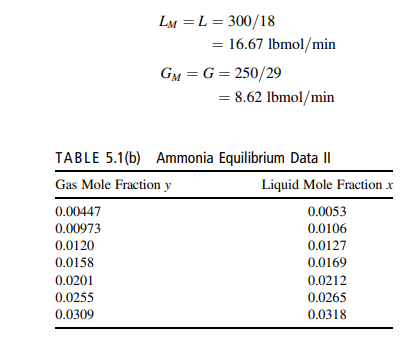 L_M = L = 300/18
= 16.67 lbmol/min
G_M = G = 250/29
= 8.62 lbmol/min
TABLE 5.1(b) Ammonia Equilibrium Data II
Gas Mole Fraction y Liquid Mole Fraction x
0.00447 0.0053
0.00973 0.0106
0.0120 0.0127
0.0158 0.0169
0.0201 0.0212
0.0255 0.0265
0.0309 0.0318